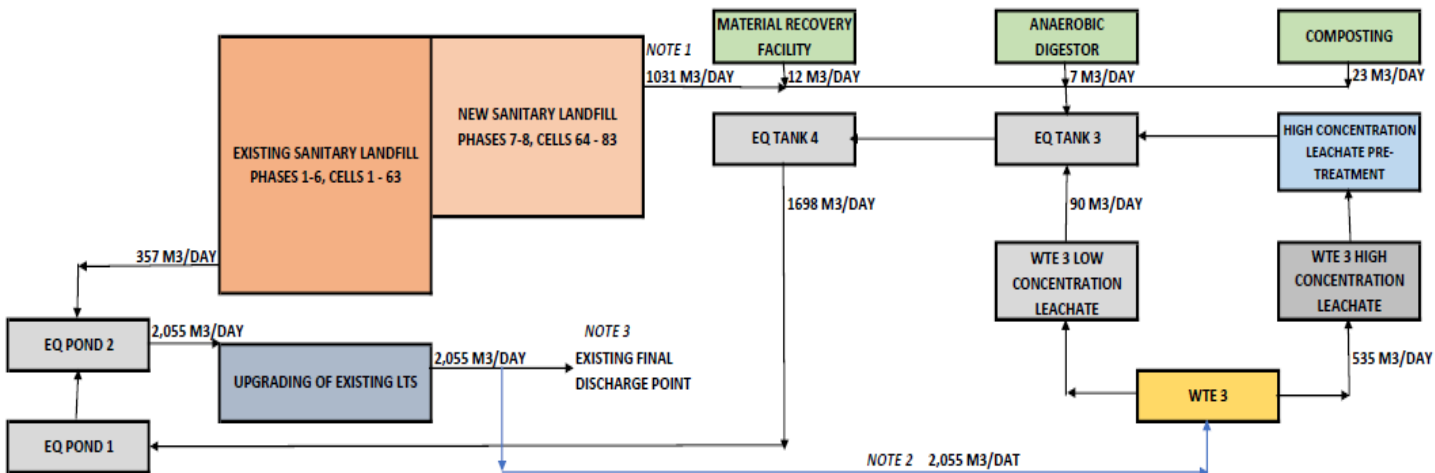 MATERIAL RECOVERY
FACILITY
ANAEROBIC
DIGESTOR
COMPOSTING
NOTE 1
1031 M3/DAY
12 M3/DAY
7 M3/DAY
23 M3/DAY
EXISTING SANITARY LANDFILL
PHASES 1-6, CELLS 1 - 63
NEW SANITARY LANDFILL
PHASES 7-8, CELLS 64 - 83
EQ TANK 4
EQ TANK 3
HIGH CONCENTRATION
LEACHATE PRE-
TREATMENT
1698 M3/DAY
90 M3/DAY
357 M3/DAY
WTE 3 LOW
CONCENTRATION
LEACHATE
WTE 3 HIGH
CONCENTRATION
LEACHATE
EQ POND 2
2,055 M3/DAY
UPGRADING OF EXISTING LTS
2,055 M3/DAY
NOTE 3
EXISTING FINAL
DISCHARGE POINT
535 M3/DAY
WTE 3
EQ POND 1
NOTE 2 2,055 M3/DAT